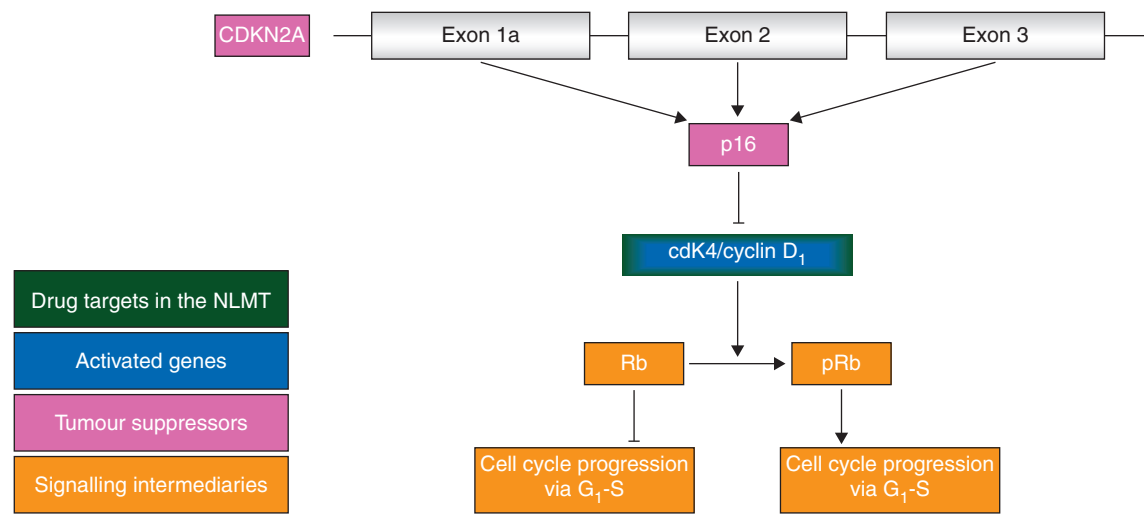 CDKN2A
Exon 1a
Exon 2
Exon 3
p16
cdK4/cyclin D1
Drug targets in the NLMT
Activated genes
Tumour suppressors
Signalling intermediaries
Rb
pRb
Cell cycle progression
via G1-S
Cell cycle progression
via G1-S